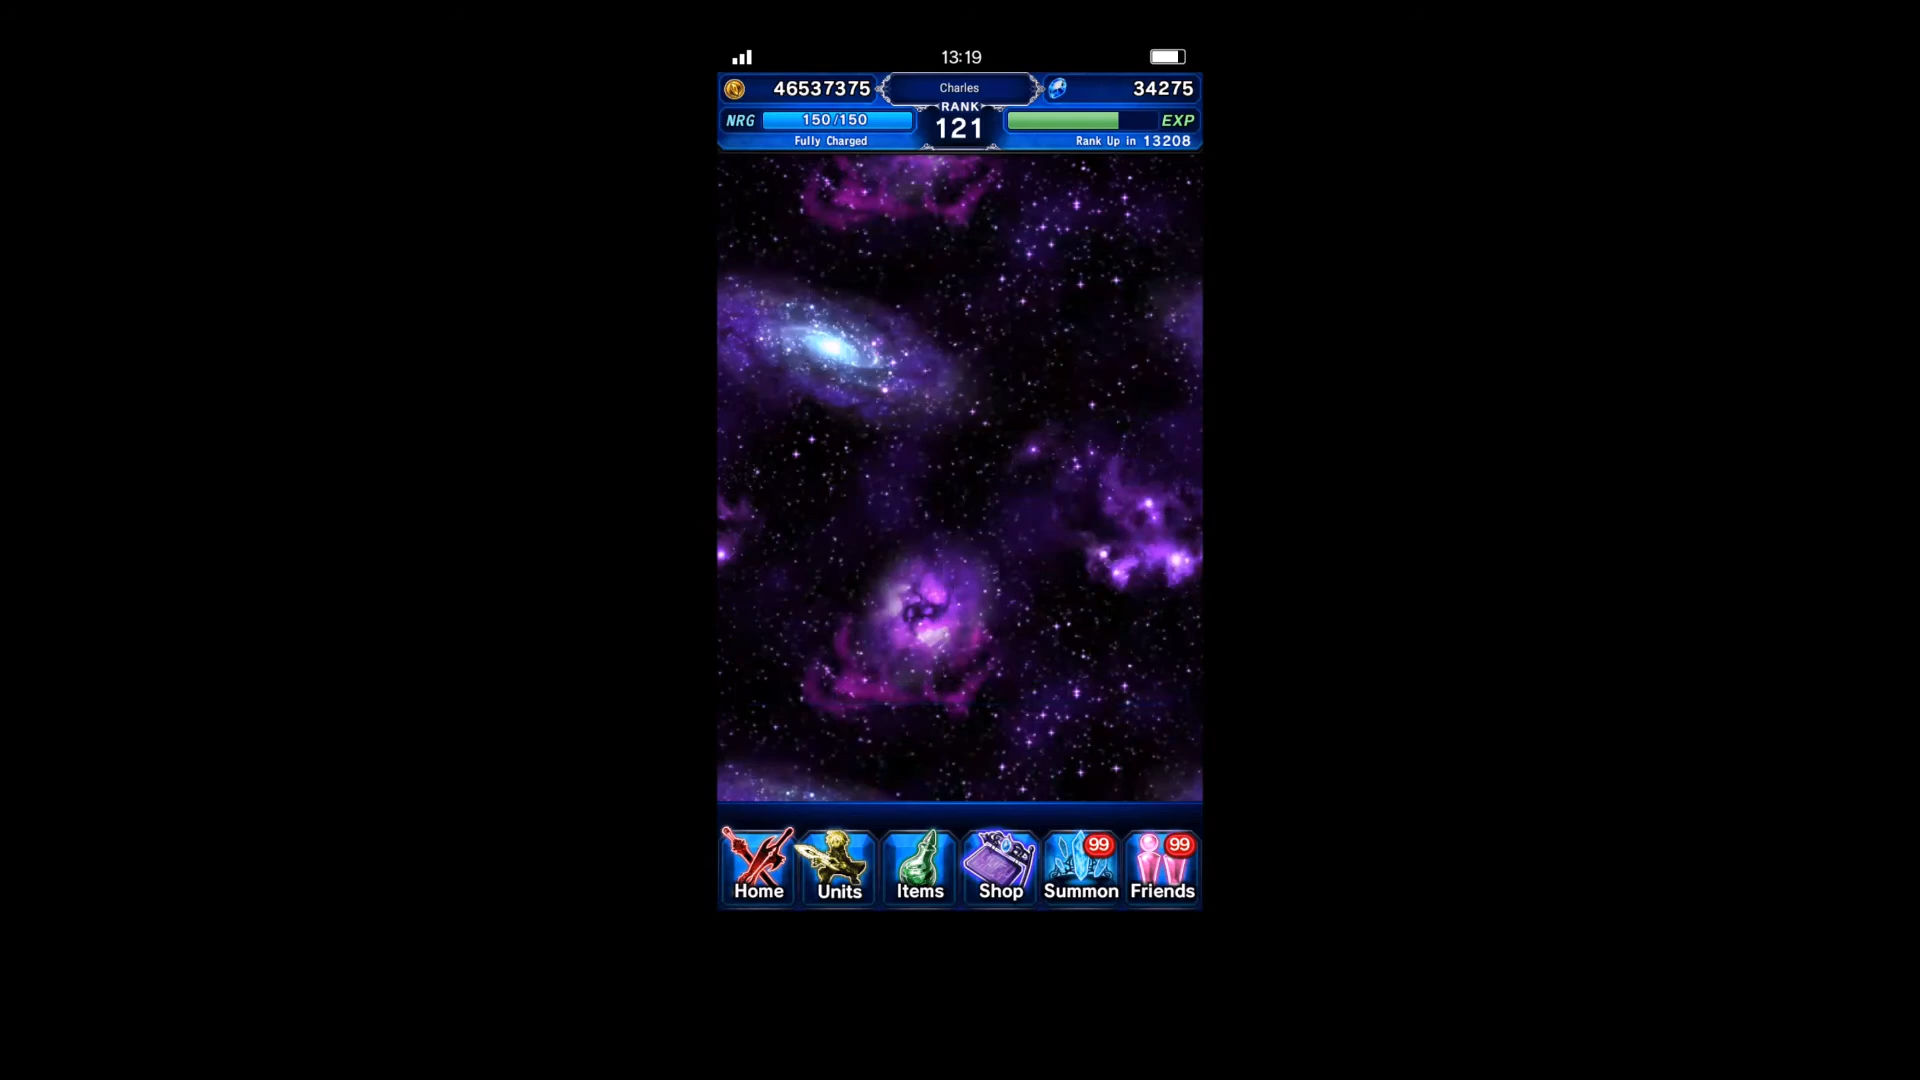 13:19
46537375
Charles
34275
RANK
NRG 150/150
121
EXP
Fully Charged
Rank Up in 13208
99 99
Home Units Items Shop Summon Friends